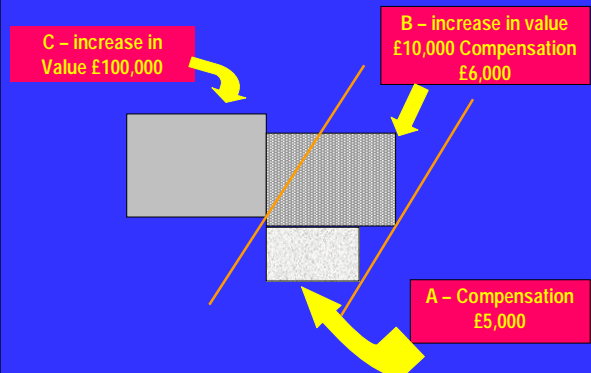 C – increase in
Value £100,000
B – increase in value
£10,000 Compensation
£6,000
A – Compensation
£5,000